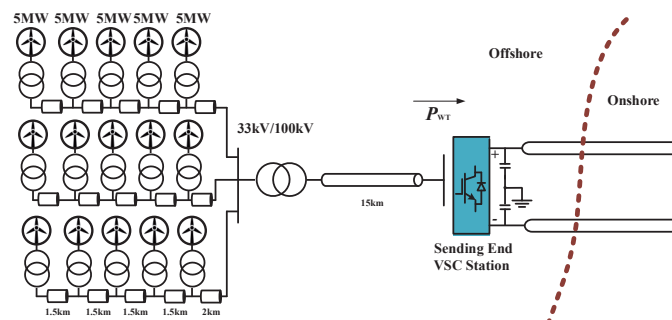 5MW 5MW 5MW 5MW 5MW
Offshore
Onshore
33kV/100kV
PWT
15km
+
-
Sending End
VSC Station
1.5km 1.5km 1.5km 1.5km 2km